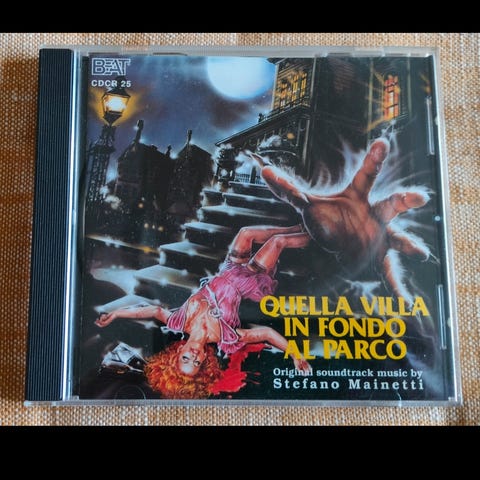 BEAT
CDCR 25
QUELLA VILLA
IN FONDO
AL PARCO
Original soundtrack music by
Stefano Mainetti